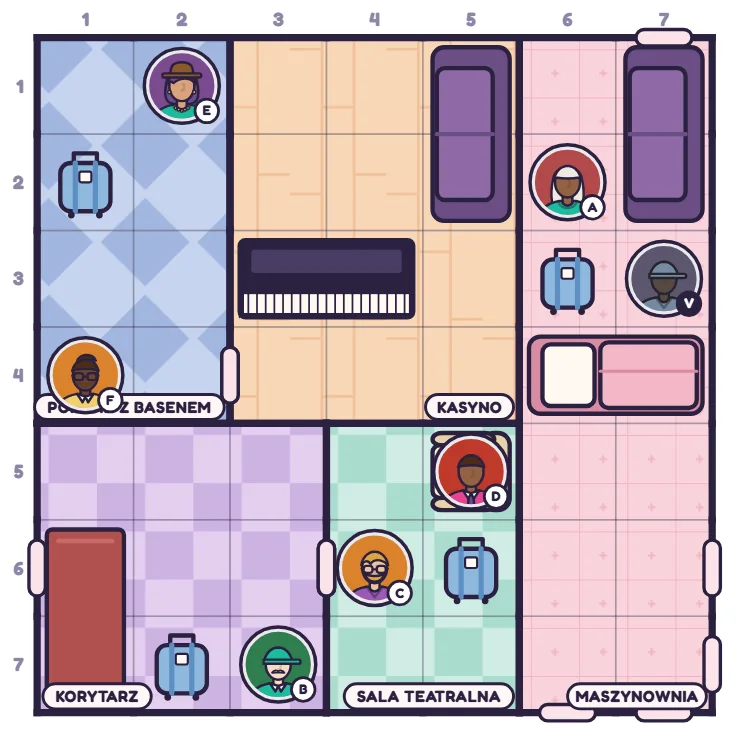 1 2 3 4 5 6 7
1
E
2
A
3
V
4
F
Z BASENEM
KASYNO
5
D
6
C
7
B
KORYTARZ
SALA TEATRALNA
MASZYNOWNIA